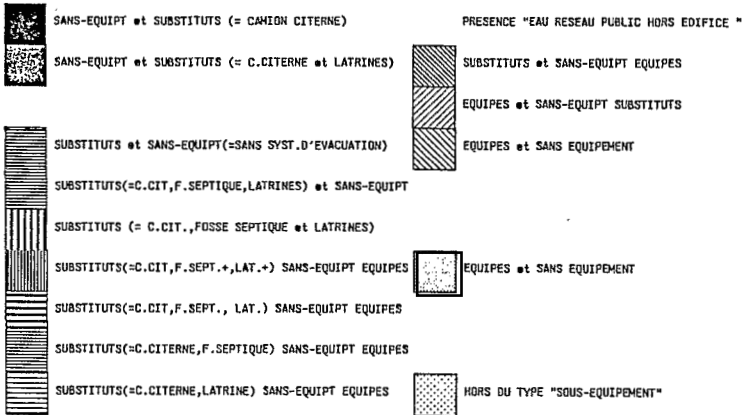 SANS-EQUIPT et SUBSTITUTS (= CAMION CITERNE)
SANS-EQUIPT et SUBSTITUTS (= C.CITERNE et LATRINES)
SUBSTITUTS et SANS-EQUIPT(=SANS SYST.D'EVACUATION)
SUBSTITUTS(=C.CIT,F.SEPTIQUE,LATRINES) et SANS-EQUIPT
SUBSTITUTS (= C.CIT.,FOSSE SEPTIQUE et LATRINES)
SUBSTITUTS(=C.CIT,F.SEPT.+,LAT.+) SANS-EQUIPT EQUIPES
SUBSTITUTS(=C.CIT,F.SEPT., LAT.) SANS-EQUIPT EQUIPES
SUBSTITUTS(=C.CITERNE,F.SEPTIQUE) SANS-EQUIPT EQUIPES
SUBSTITUTS(=C.CITERNE,LATRINE) SANS-EQUIPT EQUIPES
PRESENCE "EAU RESEAU PUBLIC HORS EDIFICE "
SUBSTITUTS et SANS-EQUIPT EQUIPES
EQUIPES et SANS-EQUIPT SUBSTITUTS
EQUIPES et SANS EQUIPEMENT
EQUIPES et SANS EQUIPEMENT
HORS DU TYPE "SOUS-EQUIPEMENT"